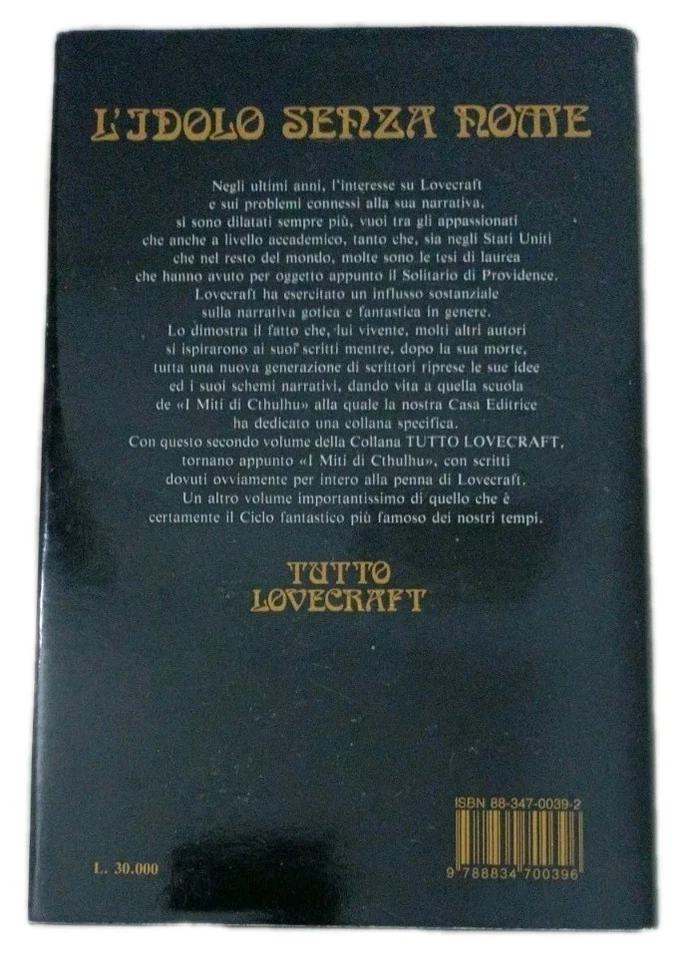 L'IDOLO SENZA NOME
Negli ultimi anni, l'interesse su Lovecraft
e sui problemi connessi alla sua narrativa,
si sono dilatati sempre più, vuoi tra gli appassionati
che anche a livello accademico, tanto che, sia negli Stati Uniti
che nel resto del mondo, molte sono le tesi di laurea
che hanno avuto per oggetto appunto il Solitario di Providence.
Lovecraft ha esercitato un influsso sostanziale
sulla narrativa gotica e fantastica in genere.
Lo dimostra il fatto che, lui vivente, molti altri autori
si ispirarono ai suoi scritti mentre, dopo la sua morte,
tutta una nuova generazione di scrittori riprese le sue idee
ed i suoi schemi narrativi, dando vita a quella scuola
de «I Miti di Cthulhu» alla quale la nostra Casa Editrice
ha dedicato una collana specifica.
Con questo secondo volume della Collana TUTTO LOVECRAFT,
tornano appunto «I Miti di Cthulhu», con scritti
dovuti ovviamente per intero alla penna di Lovecraft.
Un altro volume importantissimo di quello che è
certamente il Ciclo fantastico più famoso dei nostri tempi.
TUTTO
LOVECRAFT
ISBN 88-347-0039-2
L. 30.000
9 788834 700396